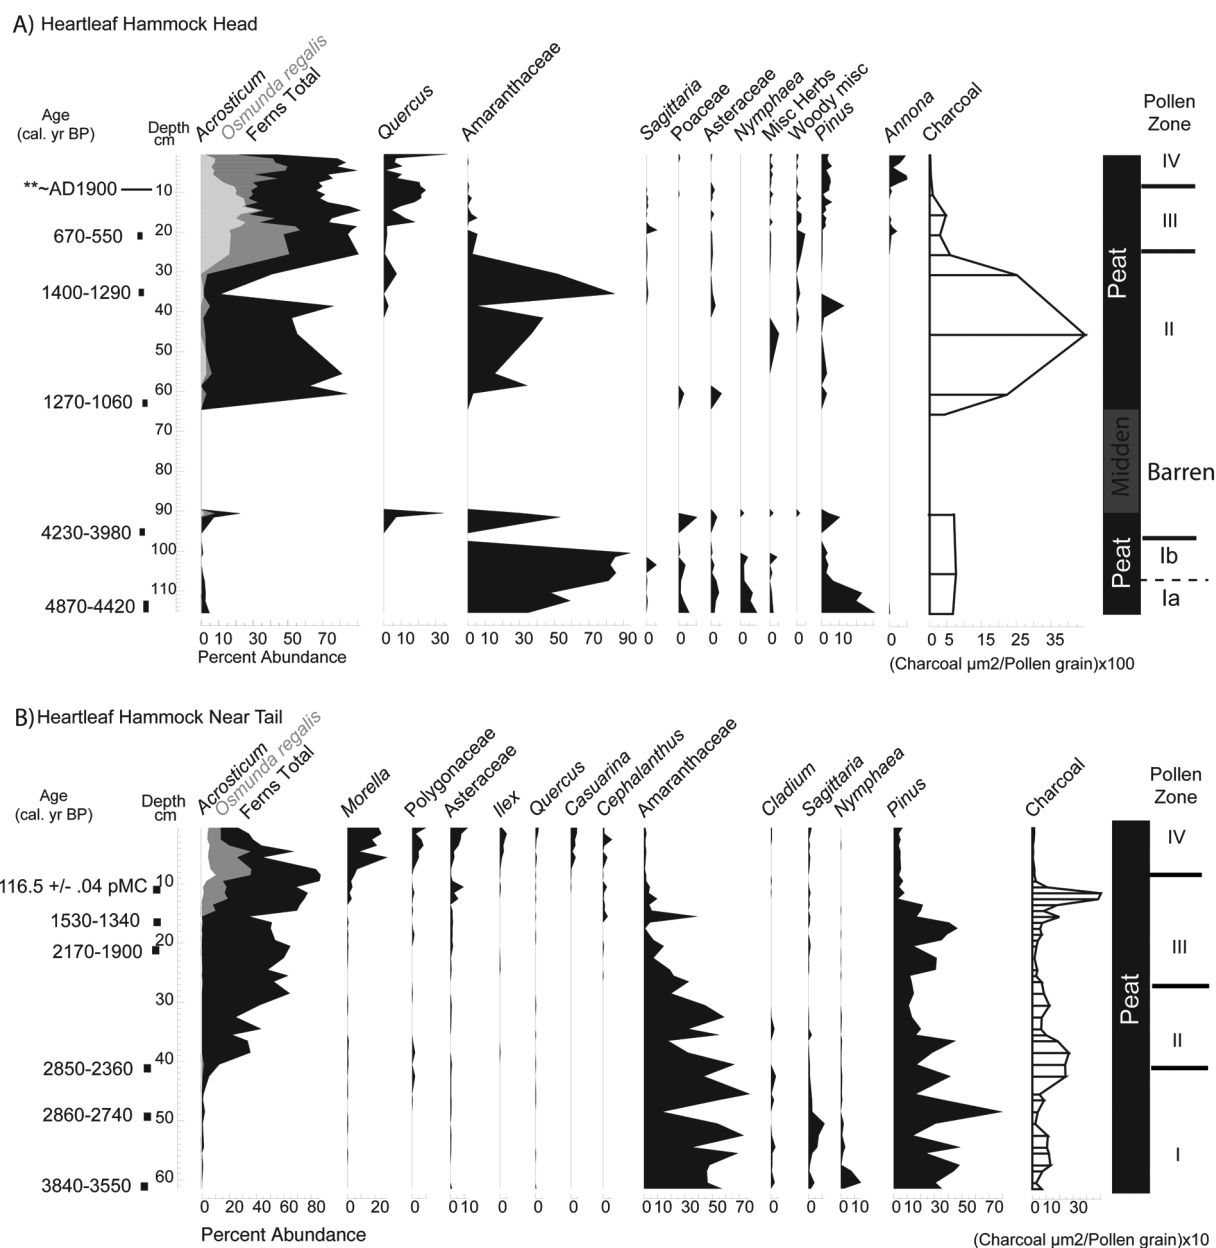 A) Heartleaf Hammock Head
Age
(cal. yr BP)
Depth
cm
Acrosticum
Osmunda regalis
Ferns Total
Quercus
Amaranthaceae
Sagittaria
Poaceae
Asteraceae
Nymphaea
Misc Herbs
Woody misc
Pinus
Annona
Charcoal
Pollen
Zone
**~AD1900
670-550
1400-1290
1270-1060
4230-3980
4870-4420
10
20
30
40
50
60
70
80
90
100
110
Peat
Midden
Peat
IV
III
II
Barren
Ib
Ia
0 10 30 50 70
0 10 30
0 10 30 50 70 90
0
0
0
0
0
0
0 10
0
0 5 15 25 35
Percent Abundance
(Charcoal µm2/Pollen grain)x100
B) Heartleaf Hammock Near Tail
Age
(cal. yr BP)
Depth
cm
Acrosticum
Osmunda regalis
Ferns Total
Morella
Polygonaceae
Asteraceae
Ilex
Quercus
Casuarina
Cephalanthus
Amaranthaceae
Cladium
Sagittaria
Nymphaea
Pinus
Charcoal
Pollen
Zone
116.5 +/- .04 pMC
1530-1340
2170-1900
2850-2360
2860-2740
3840-3550
10
20
30
40
50
60
Peat
IV
III
II
I
0 20 40 60 80
0 20
0
0 10
0
0
0
0
0 10 30 50 70
0
0
0 10
0 10 30 50 70
0 10 30
Percent Abundance
(Charcoal µm2/Pollen grain)x10